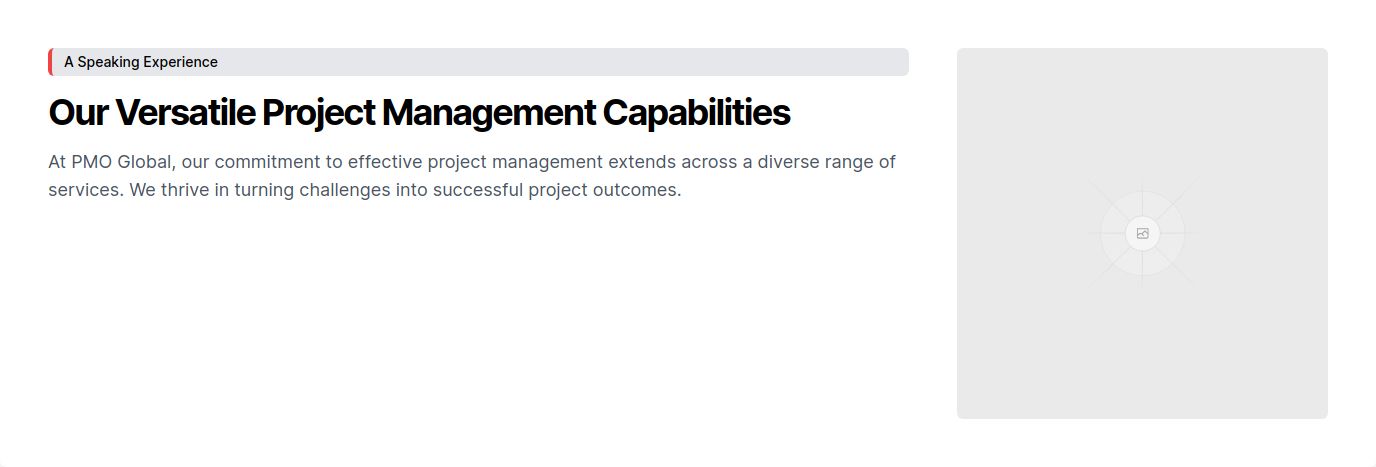 A Speaking Experience
Our Versatile Project Management Capabilities
At PMO Global, our commitment to effective project management extends across a diverse range of
services. We thrive in turning challenges into successful project outcomes.